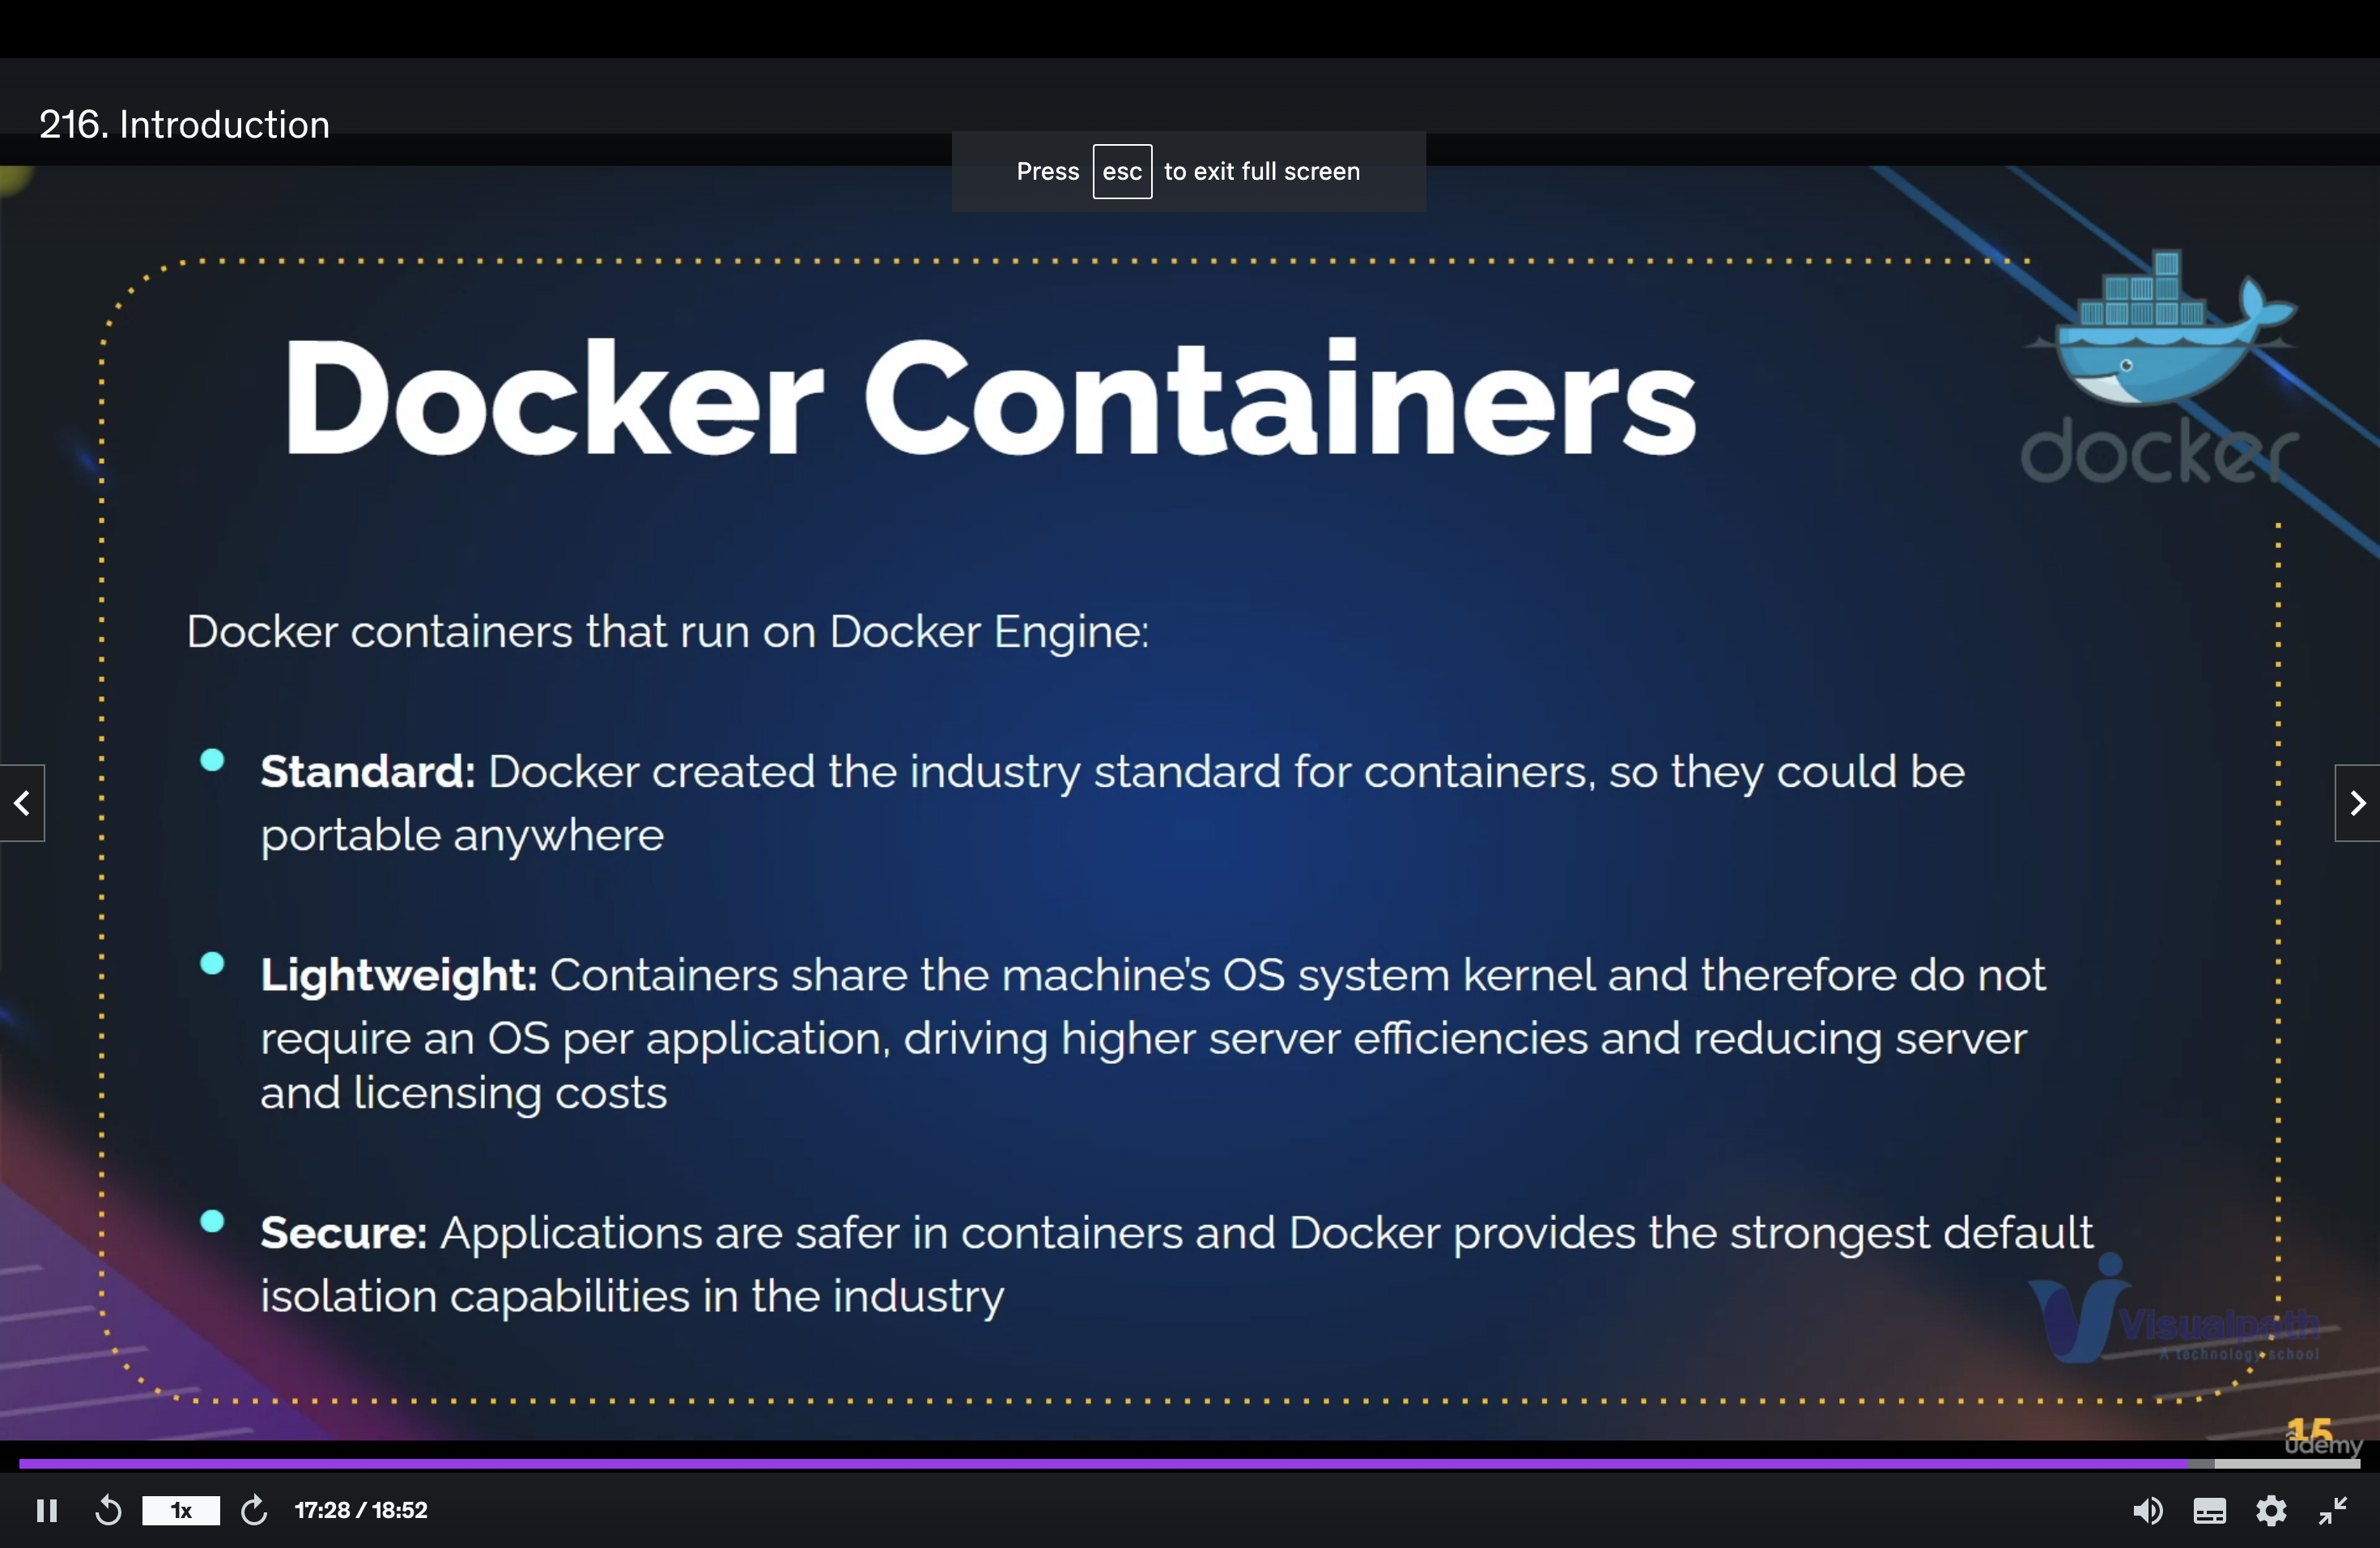 216. Introduction
Press esc to exit full screen
docker
Docker Containers
Docker containers that run on Docker Engine:
Standard: Docker created the industry standard for containers, so they could be
portable anywhere
Lightweight: Containers share the machine's OS system kernel and therefore do not
require an OS per application, driving higher server efficiencies and reducing server
and licensing costs
Secure: Applications are safer in containers and Docker provides the strongest default
isolation capabilities in the industry
Visualpath
A technology school
15
ûdemy
1x
17:28 / 18:52